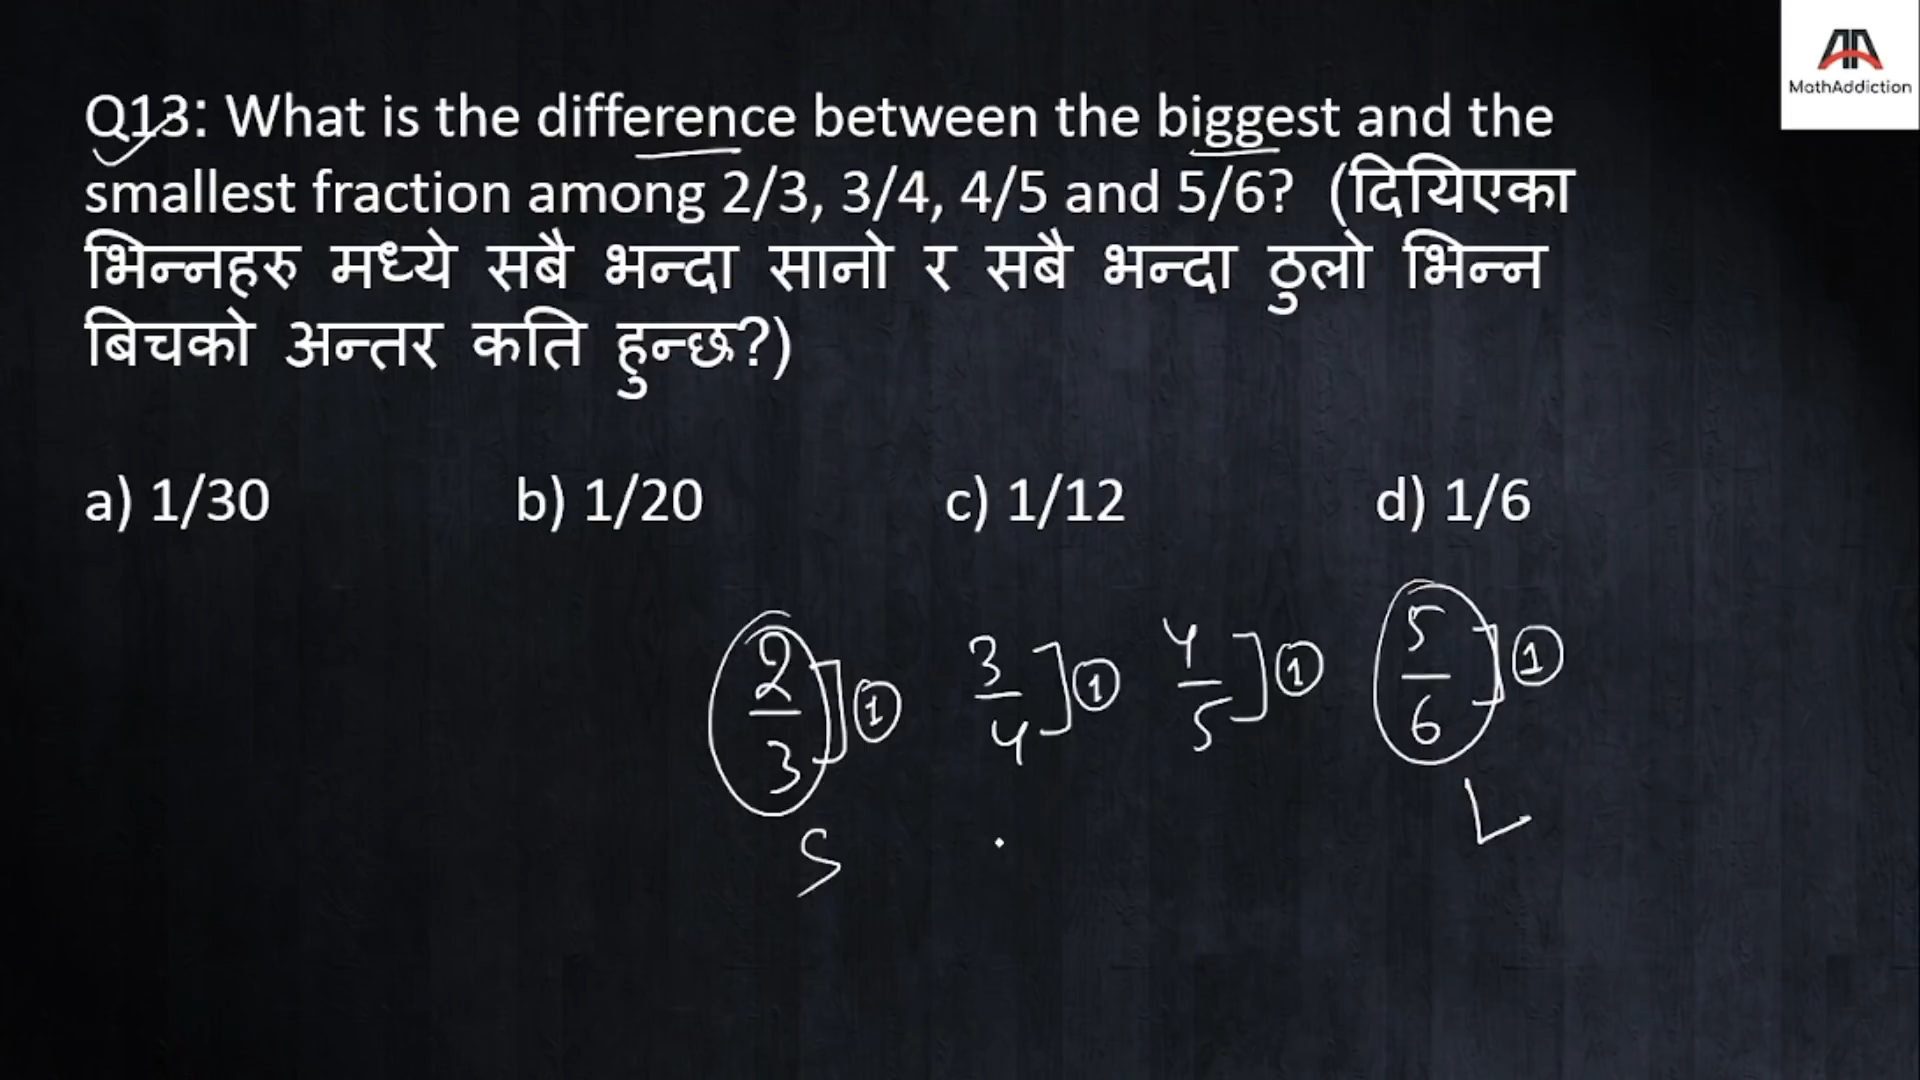 MathAddiction
Q13: What is the difference between the biggest and the
smallest fraction among 2/3, 3/4, 4/5 and 5/6? (दियिएका
भिन्नहरु मध्ये सबै भन्दा सानो र सबै भन्दा ठुलो भिन्न
बिचको अन्तर कति हुन्छ?)
a) 1/30 b) 1/20 c) 1/12 d) 1/6
2/3 ] 1 3/4 ] 1 4/5 ] 1 5/6 ] 1
S L